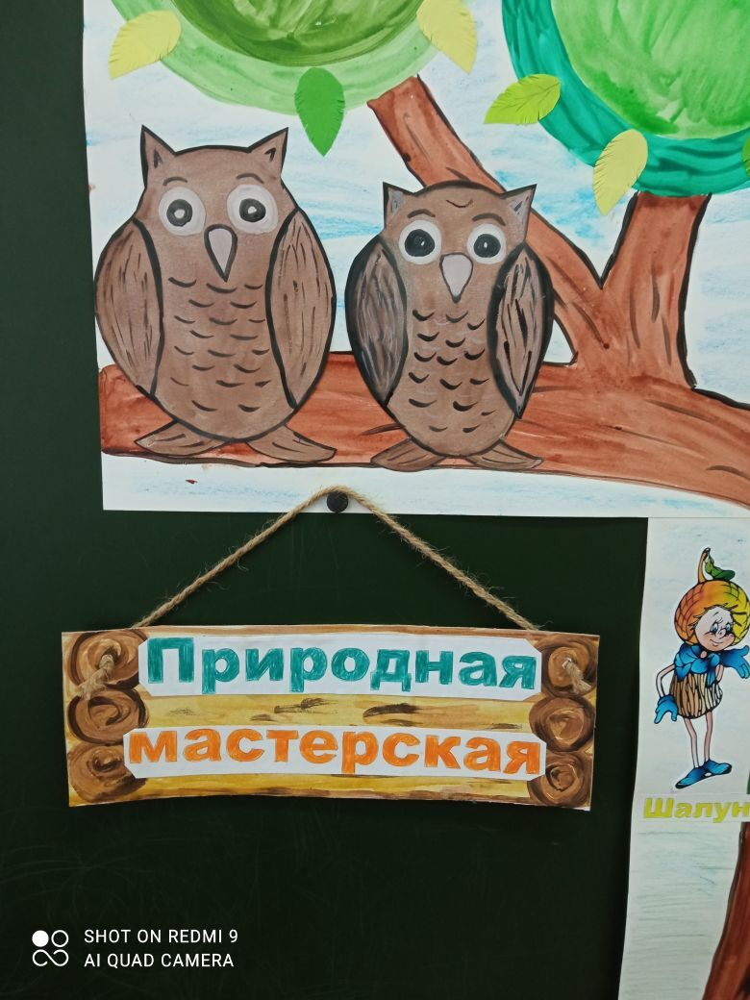 Природная
мастерская
Шалун
SHOT ON REDMI 9
AI QUAD CAMERA